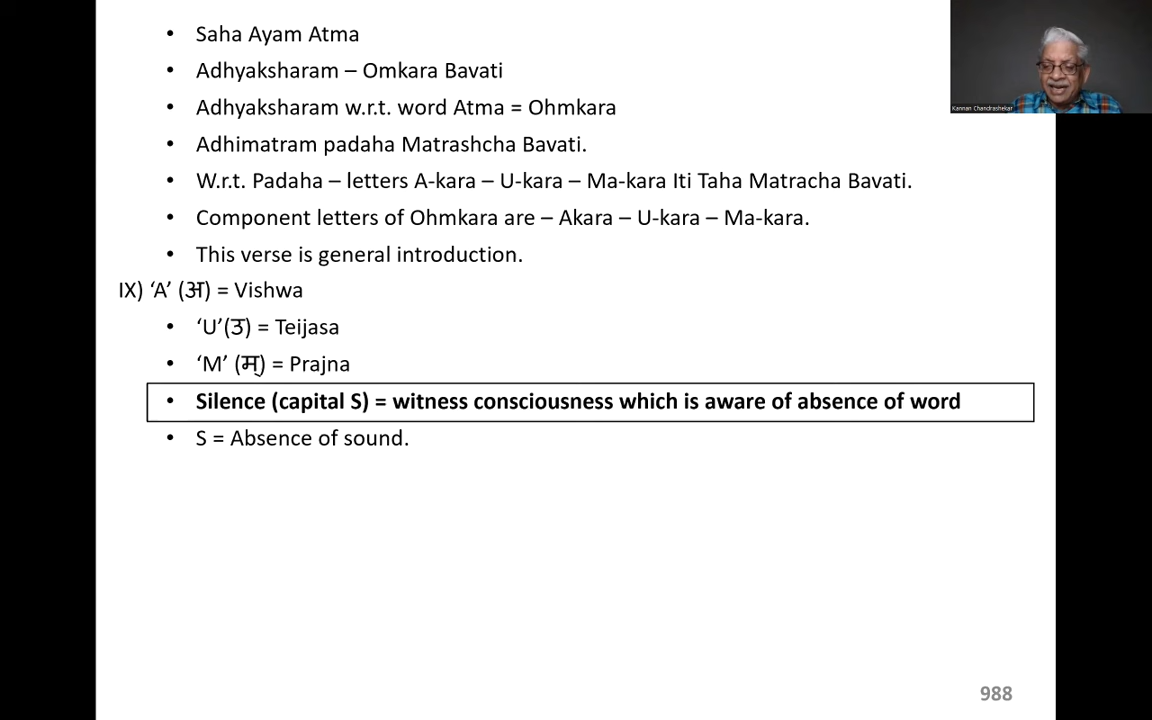 • Saha Ayam Atma
• Adhyaksharam – Omkara Bavati
• Adhyaksharam w.r.t. word Atma = Ohmkara
• Adhimatram padaha Matrashcha Bavati.
• W.r.t. Padaha – letters A-kara – U-kara – Ma-kara Iti Taha Matracha Bavati.
• Component letters of Ohmkara are – Akara – U-kara – Ma-kara.
• This verse is general introduction.
IX) ‘A’ (अ) = Vishwa
• ‘U’(उ) = Teijasa
• ‘M’ (म्) = Prajna
• Silence (capital S) = witness consciousness which is aware of absence of word
• S = Absence of sound.
988
Kannan Chandrashekar